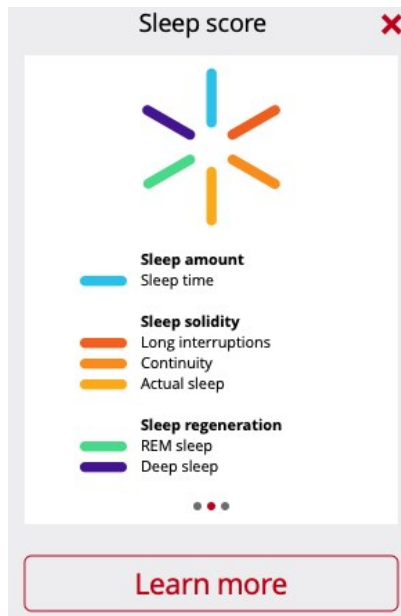 Sleep score
Sleep amount
Sleep time
Sleep solidity
Long interruptions
Continuity
Actual sleep
Sleep regeneration
REM sleep
Deep sleep
Learn more